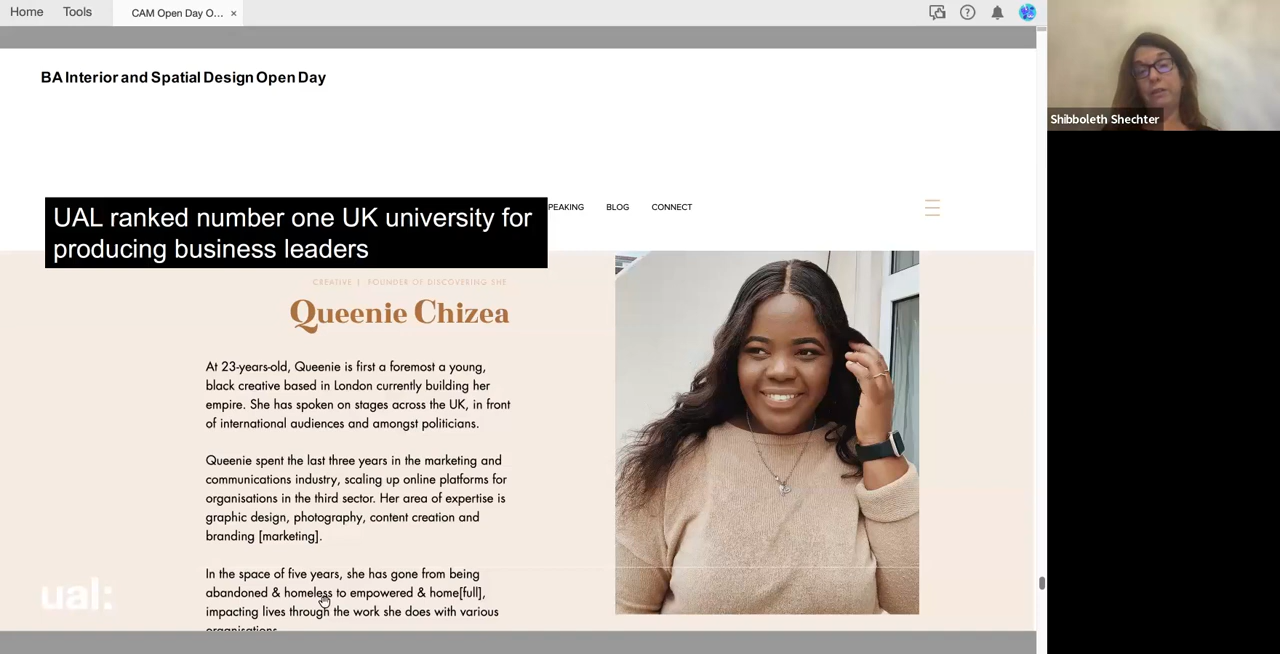 Home Tools CAM Open Day O... ×
BA Interior and Spatial Design Open Day
Shibboleth Shechter
UAL ranked number one UK university for
producing business leaders
PEAKING BLOG CONNECT
CREATIVE | FOUNDER OF DISCOVERING SHE
Queenie Chizea
At 23-years-old, Queenie is first a foremost a young,
black creative based in London currently building her
empire. She has spoken on stages across the UK, in front
of international audiences and amongst politicians.
Queenie spent the last three years in the marketing and
communications industry, scaling up online platforms for
organisations in the third sector. Her area of expertise is
graphic design, photography, content creation and
branding [marketing].
In the space of five years, she has gone from being
abandoned & homeless to empowered & home[full],
impacting lives through the work she does with various
organisations.
ual: